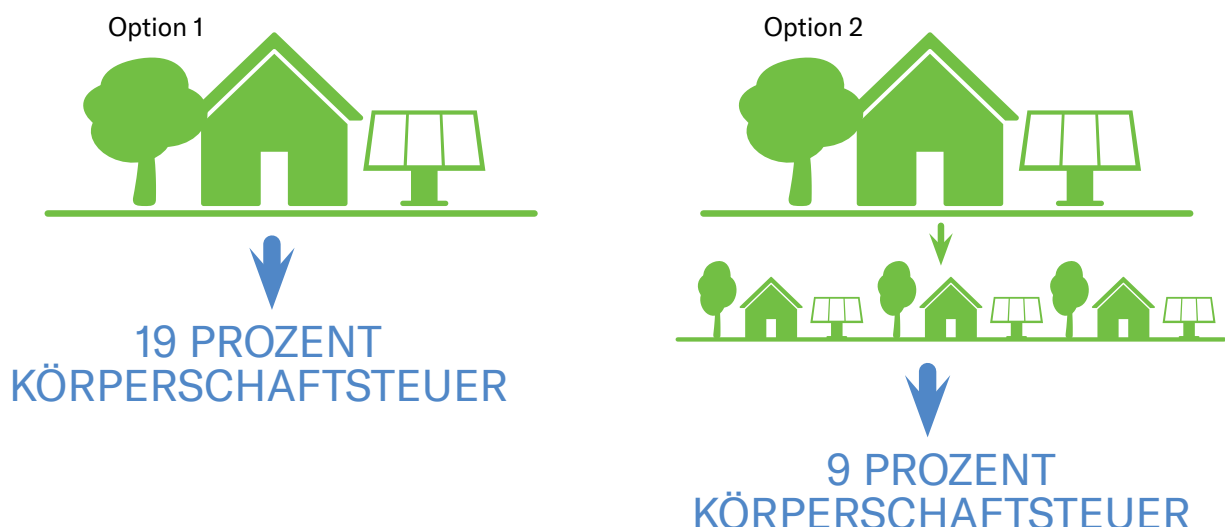 Option 1
19 PROZENT
KÖRPERSCHAFTSTEUER
Option 2
9 PROZENT
KÖRPERSCHAFTSTEUER